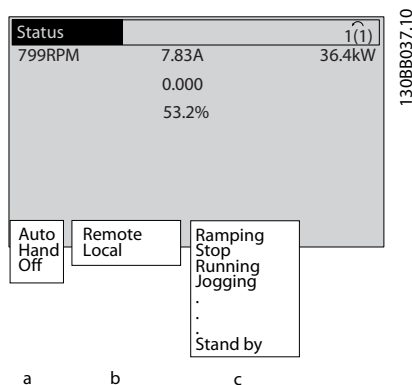 Status 1(1)
799RPM 7.83A 36.4kW
0.000
53.2%
Auto
Hand
Off
Remote
Local
Ramping
Stop
Running
Jogging
.
.
.
Stand by
a b c
130BB037.10